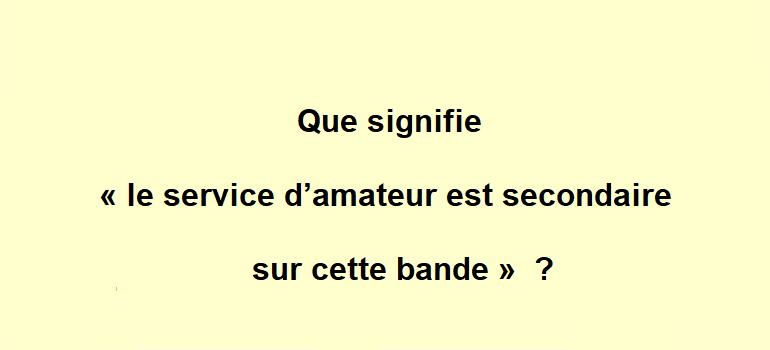 Que signifie
« le service d’amateur est secondaire
sur cette bande »  ?